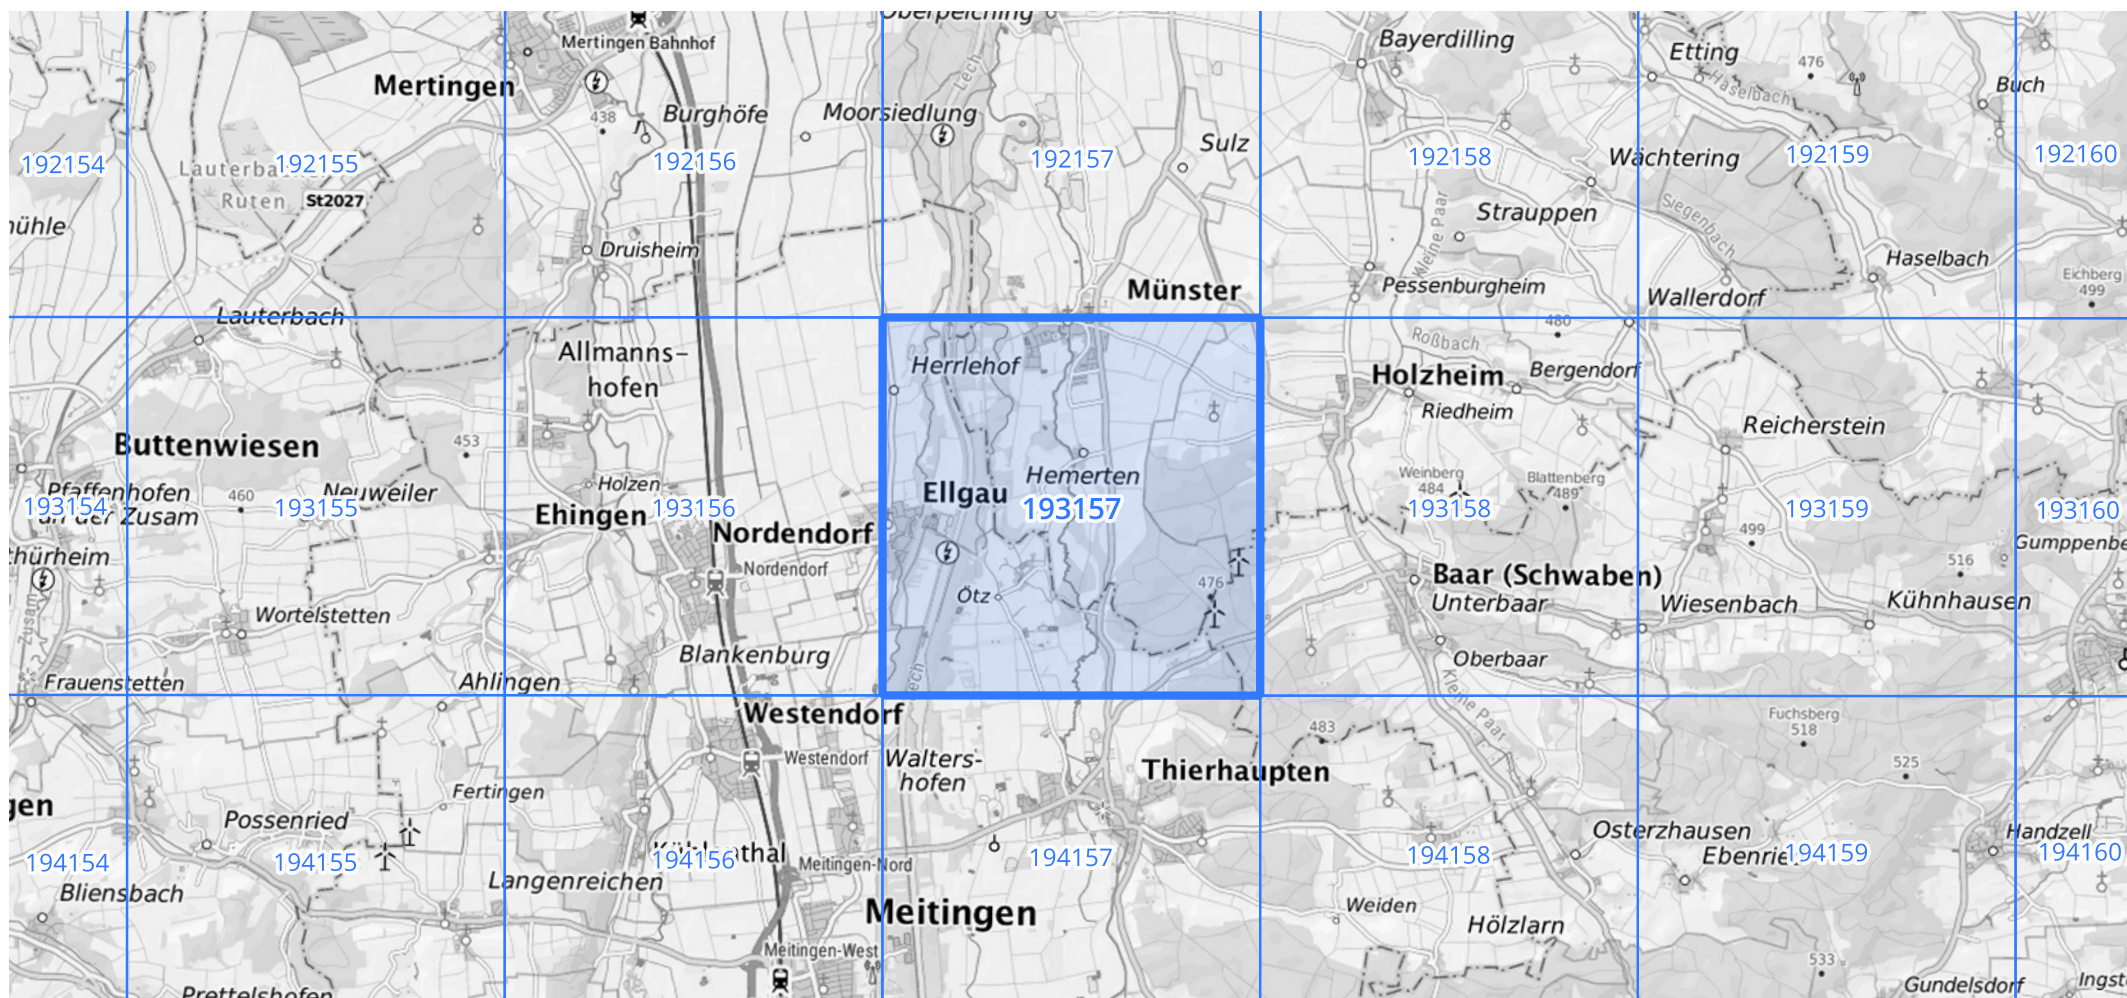 Oberpeiching
Mertingen Bahnhof
Bayerdilling
Etting
476
Haselbach
Buch
Mertingen
Burghöfe
438
Moorsiedlung
Lech
Sulz
192154
192155
192156
192157
192158
192159
192160
Wächtering
Ruten
St2027
Strauppen
Kleine Paar
Siegenbach
Druisheim
Haselbach
Eichberg
499
Pessenburgheim
Münster
Wallerdorf
Lauterbach
480
Roßbach
Allmanns-
hofen
Herrlehof
Holzheim
Bergendorf
Riedheim
Reicherstein
Buttenwiesen
453
Weinberg
484
Blattenberg
489
Hemerten
Holzen
Ellgau
Pfaffenhofen
an der Zusam
460
Neuweiler
193154
193155
193156
193157
193158
193159
193160
Ehingen
Nordendorf
499
Nordendorf
516
Zusam
Ötz
476
Baar (Schwaben)
Unterbaar
Wiesenbach
Kühnhausen
Wortelstetten
Blankenburg
Oberbaar
Frauenstetten
Ahlingen
Lech
Kleine Paar
Westendorf
483
Fuchsberg
518
Westendorf
Walters-
hofen
Thierhaupten
525
Fertingen
Possenried
Osterzhausen
Handzell
194154
194155
194156
194157
194158
194159
194160
Meitingen-Nord
Bliensbach
Langenreichen
Meitingen
Weiden
Hölzlarn
Meitingen-West
533
Gundelsdorf
Prettelshofen